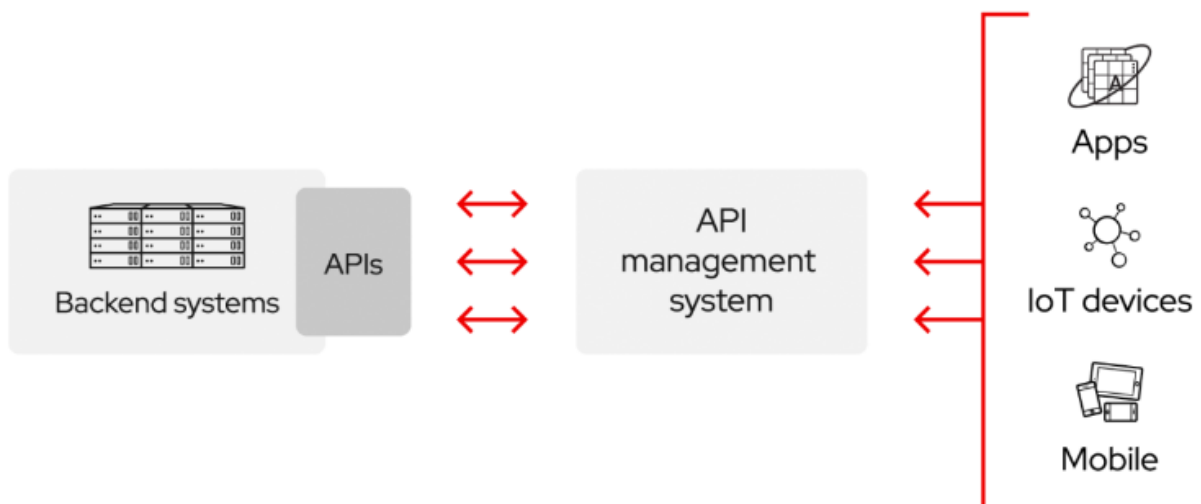 Backend systems
APIs
API
management
system
A
Apps
IoT devices
Mobile